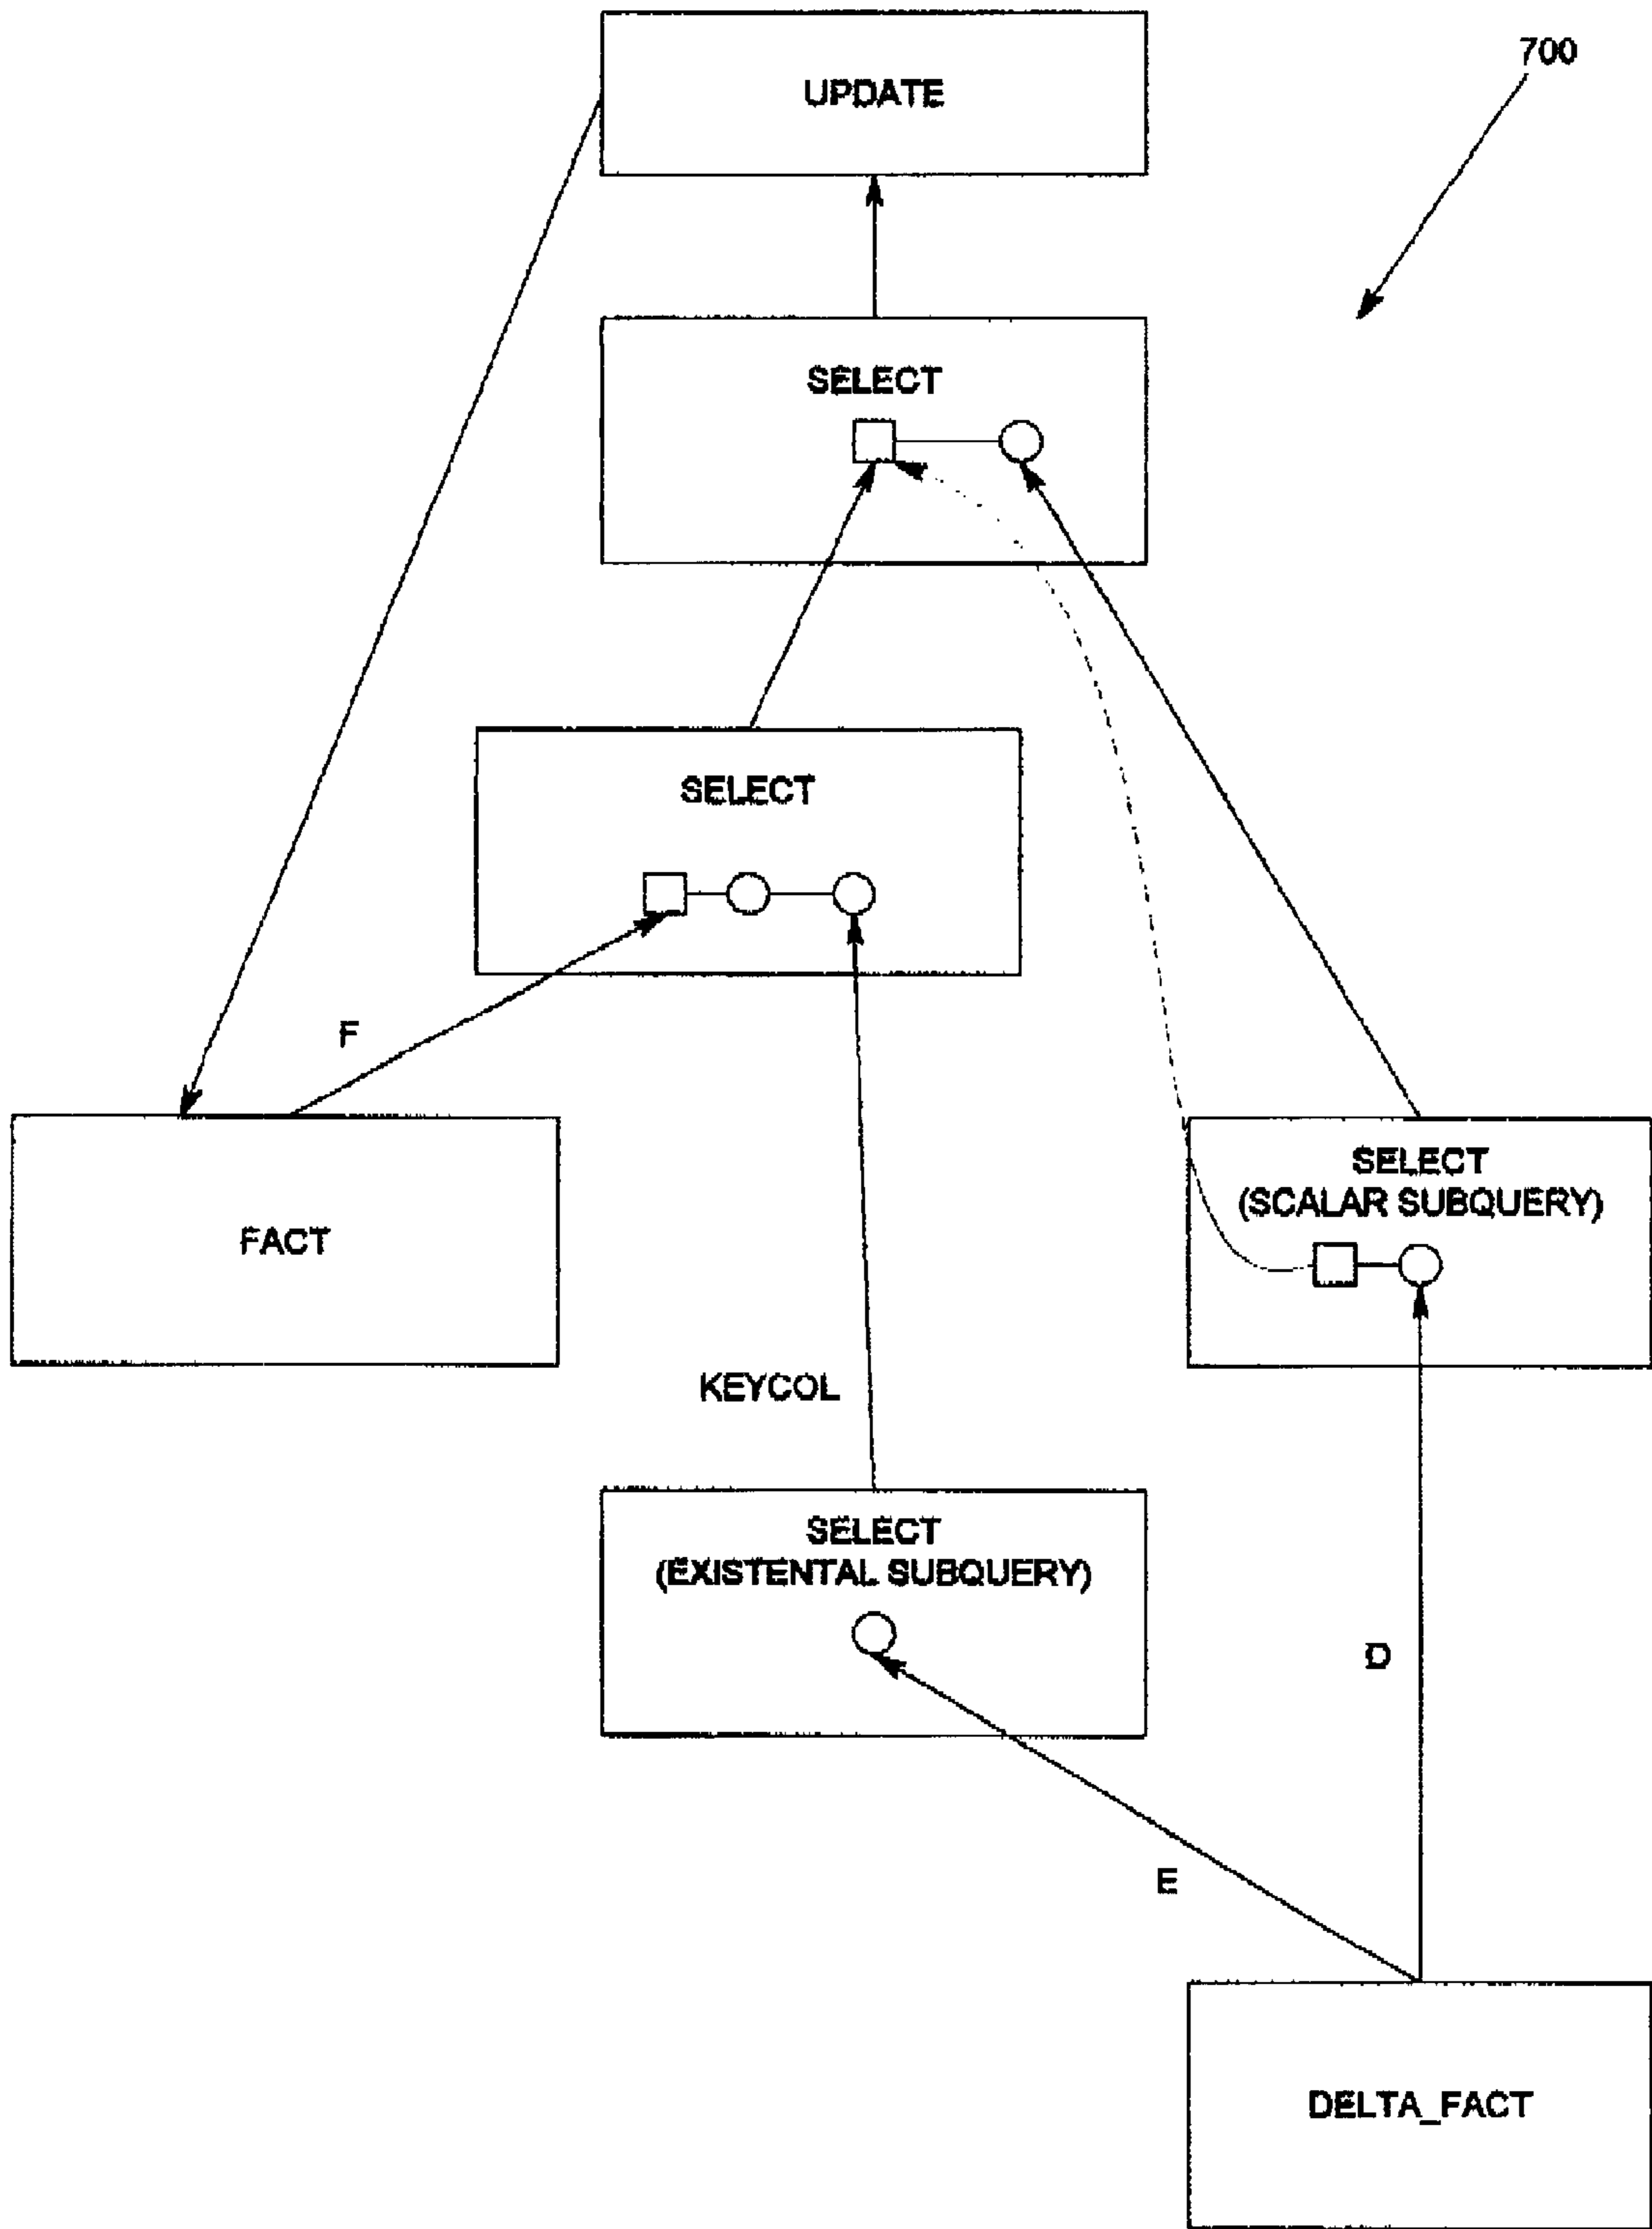 700
UPDATE
SELECT
SELECT
F
FACT
SELECT
(SCALAR SUBQUERY)
KEYCOL
SELECT
(EXISTENTAL SUBQUERY)
D
E
DELTA_FACT